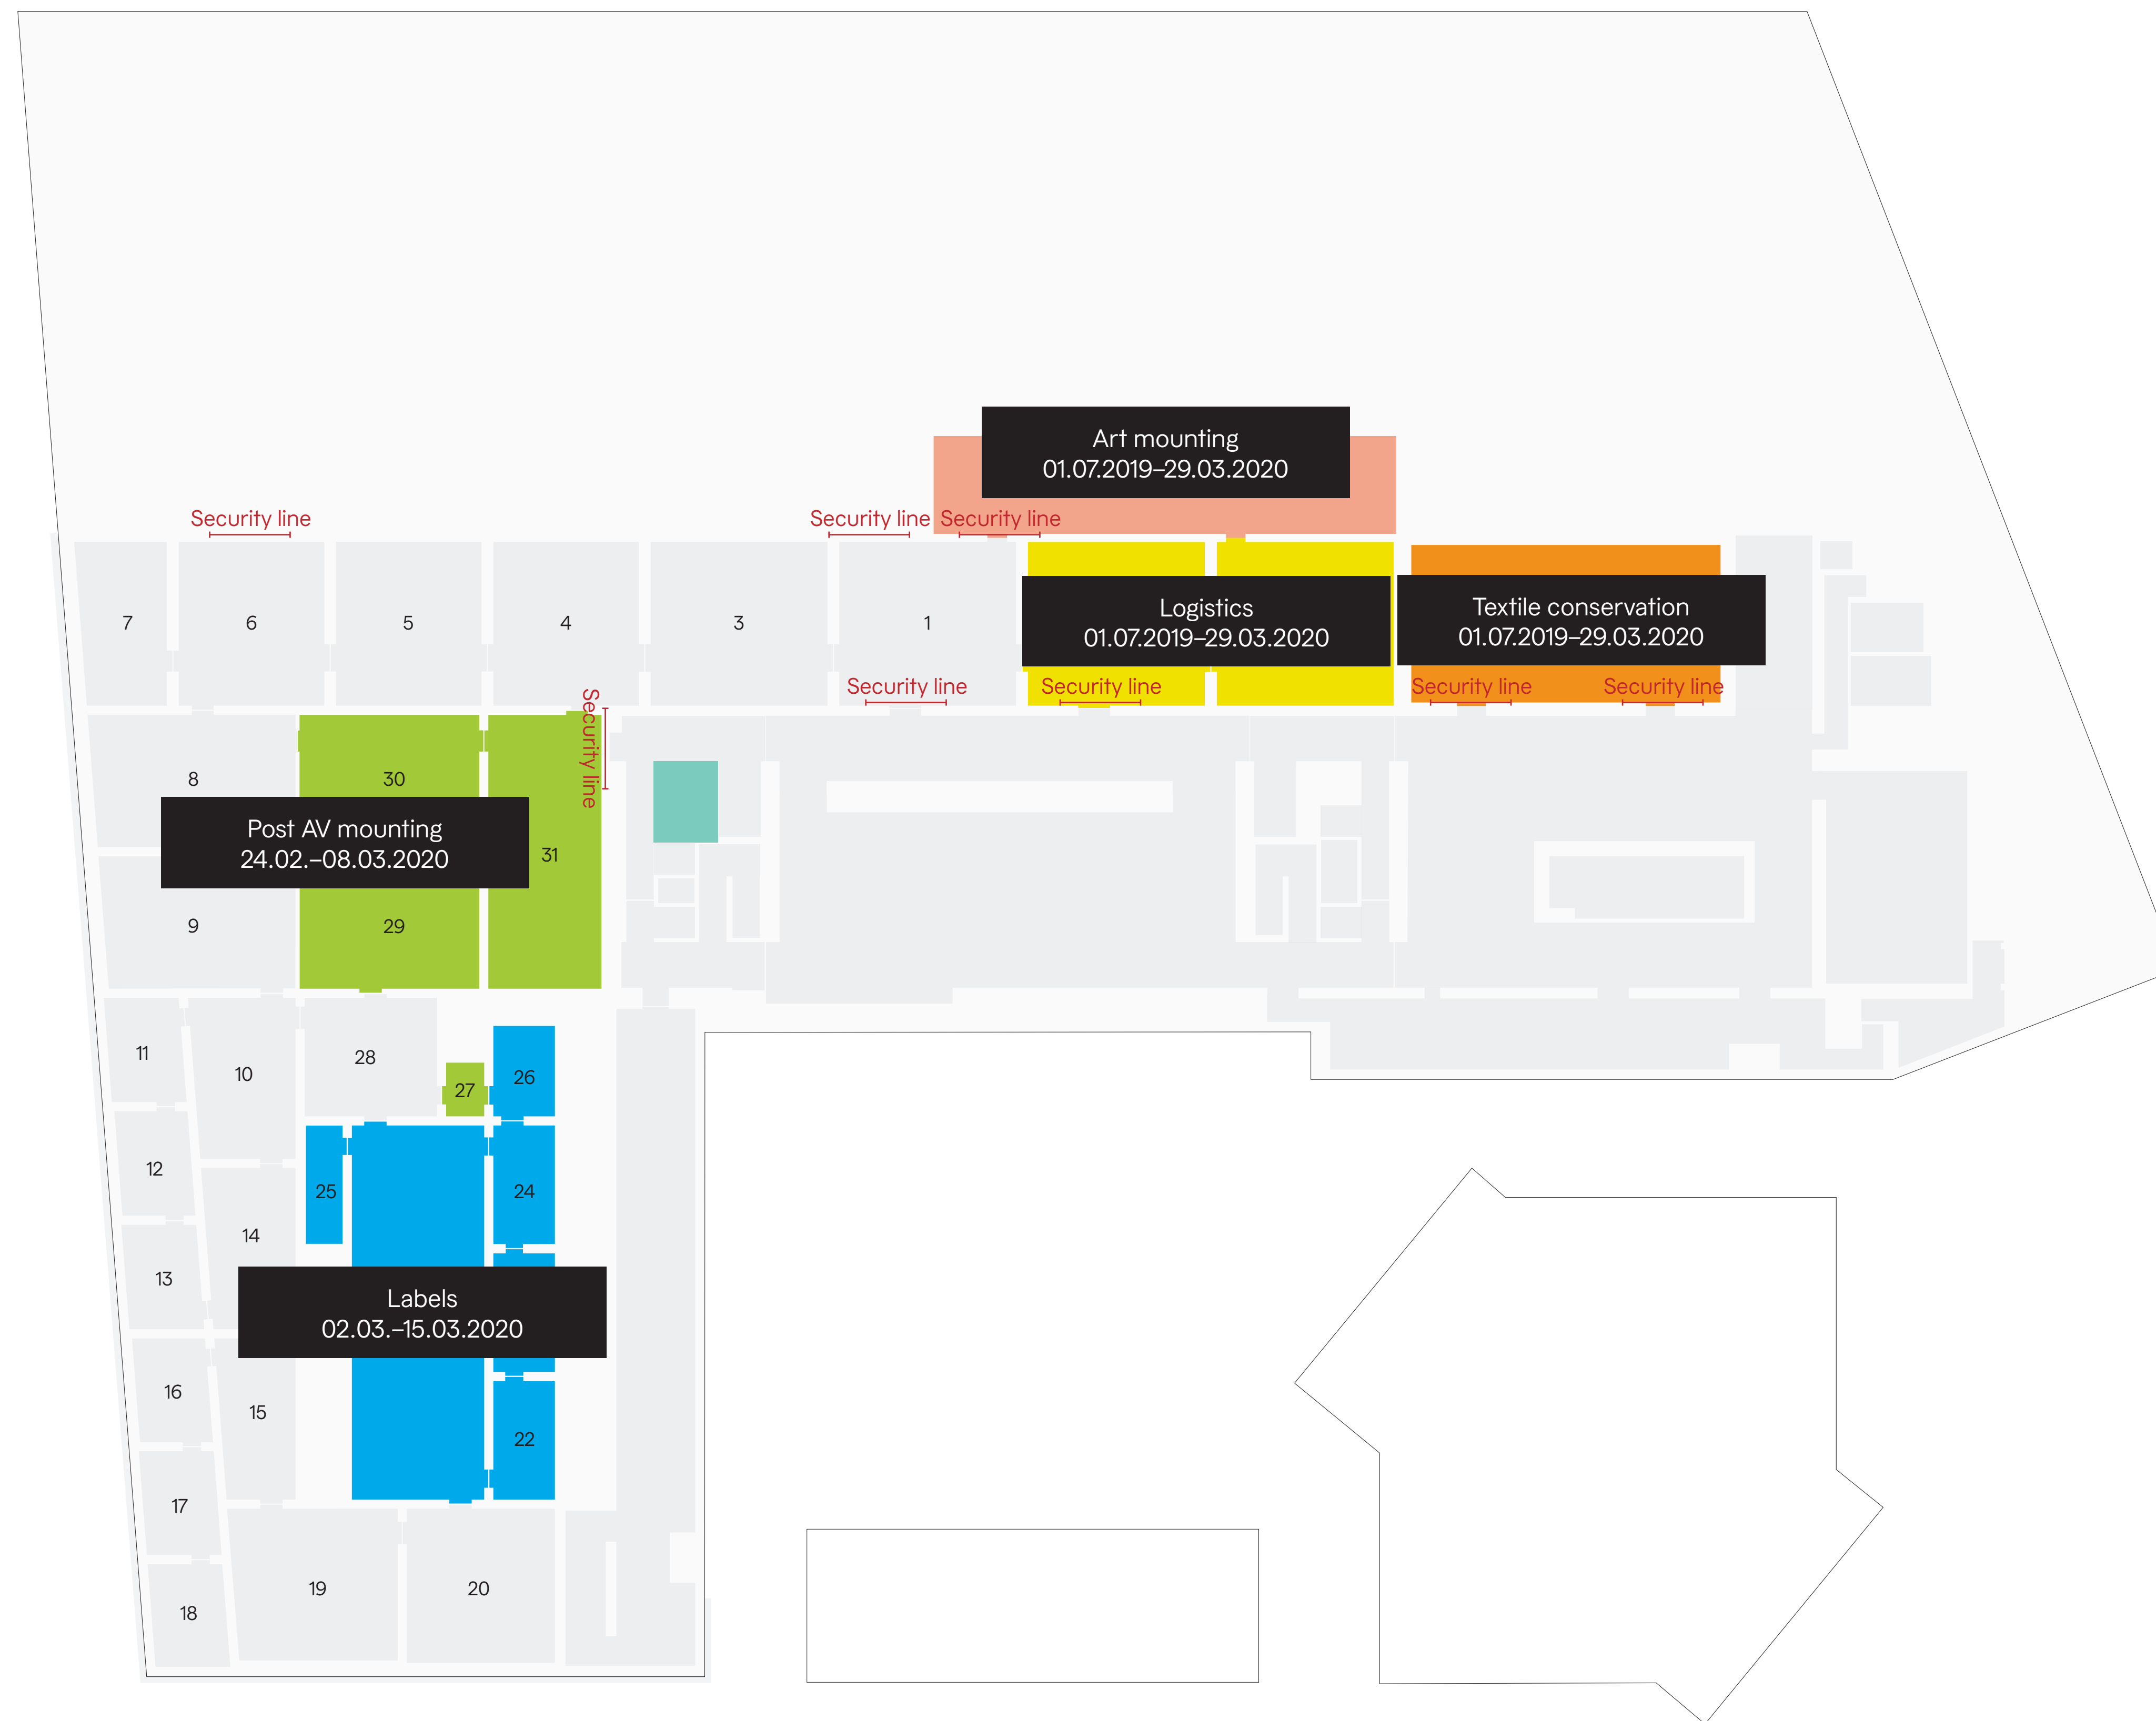 Art mounting
01.07.2019–29.03.2020
Security line
Security line
Security line
7
6
5
4
3
1
Logistics
01.07.2019–29.03.2020
Textile conservation
01.07.2019–29.03.2020
Security line
Security line
Security line
Security line
Security line
8
30
Post AV mounting
24.02.–08.03.2020
31
9
29
11
10
28
27
26
12
25
24
14
13
Labels
02.03.–15.03.2020
16
15
22
17
19
20
18